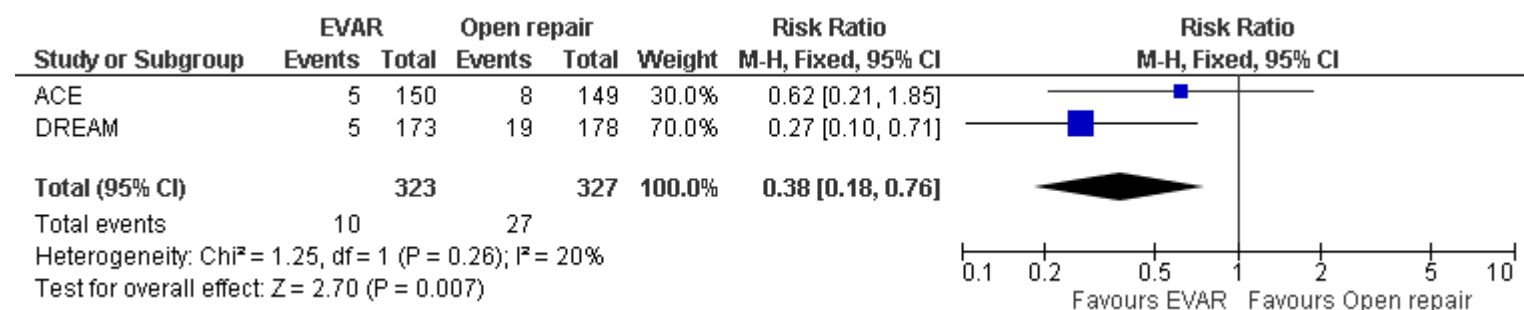 EVAR Open repair Risk Ratio Risk Ratio
Study or Subgroup Events Total Events Total Weight M-H, Fixed, 95% CI M-H, Fixed, 95% CI
ACE 5 150 8 149 30.0% 0.62 [0.21, 1.85]
DREAM 5 173 19 178 70.0% 0.27 [0.10, 0.71]
Total (95% CI) 323 327 100.0% 0.38 [0.18, 0.76]
Total events 10 27
Heterogeneity: Chi² = 1.25, df = 1 (P = 0.26); I² = 20%
Test for overall effect: Z = 2.70 (P = 0.007)
0.1 0.2 0.5 1 2 5 10
Favours EVAR Favours Open repair